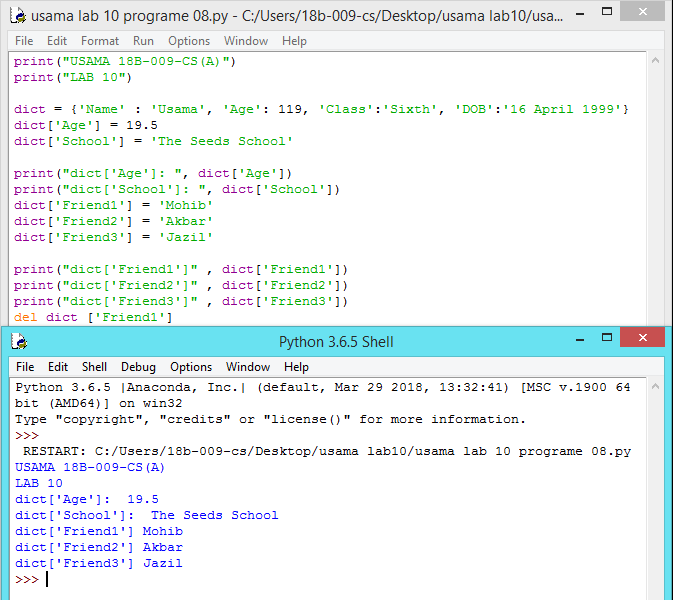 usama lab 10 programe 08.py - C:/Users/18b-009-cs/Desktop/usama lab10/usa...
File Edit Format Run Options Window Help
print("USAMA 18B-009-CS(A)")
print("LAB 10")
dict = {'Name' : 'Usama', 'Age': 119, 'Class':'Sixth', 'DOB':'16 April 1999'}
dict['Age'] = 19.5
dict['School'] = 'The Seeds School'
print("dict['Age']: ", dict['Age'])
print("dict['School']: ", dict['School'])
dict['Friend1'] = 'Mohib'
dict['Friend2'] = 'Akbar'
dict['Friend3'] = 'Jazil'
print("dict['Friend1']" , dict['Friend1'])
print("dict['Friend2']" , dict['Friend2'])
print("dict['Friend3']" , dict['Friend3'])
del dict ['Friend1']
Python 3.6.5 Shell
File Edit Shell Debug Options Window Help
Python 3.6.5 |Anaconda, Inc.| (default, Mar 29 2018, 13:32:41) [MSC v.1900 64
bit (AMD64)] on win32
Type "copyright", "credits" or "license()" for more information.
>>>
RESTART: C:/Users/18b-009-cs/Desktop/usama lab10/usama lab 10 programe 08.py
USAMA 18B-009-CS(A)
LAB 10
dict['Age']:  19.5
dict['School']:  The Seeds School
dict['Friend1'] Mohib
dict['Friend2'] Akbar
dict['Friend3'] Jazil
>>>